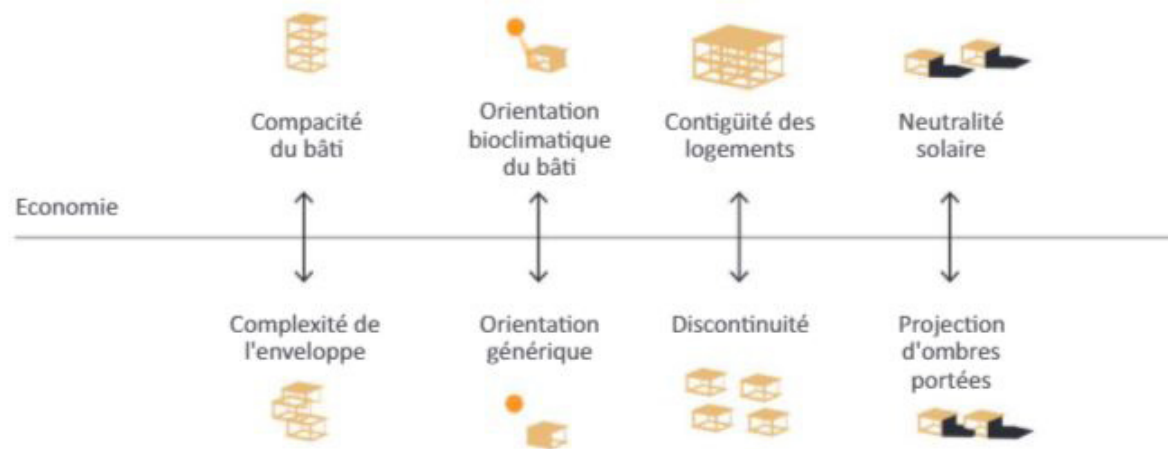 Compacité
du bâti
Orientation
bioclimatique
du bâti
Contigüité des
logements
Neutralité
solaire
Economie
Complexité de
l'enveloppe
Orientation
générique
Discontinuité
Projection
d'ombres
portées